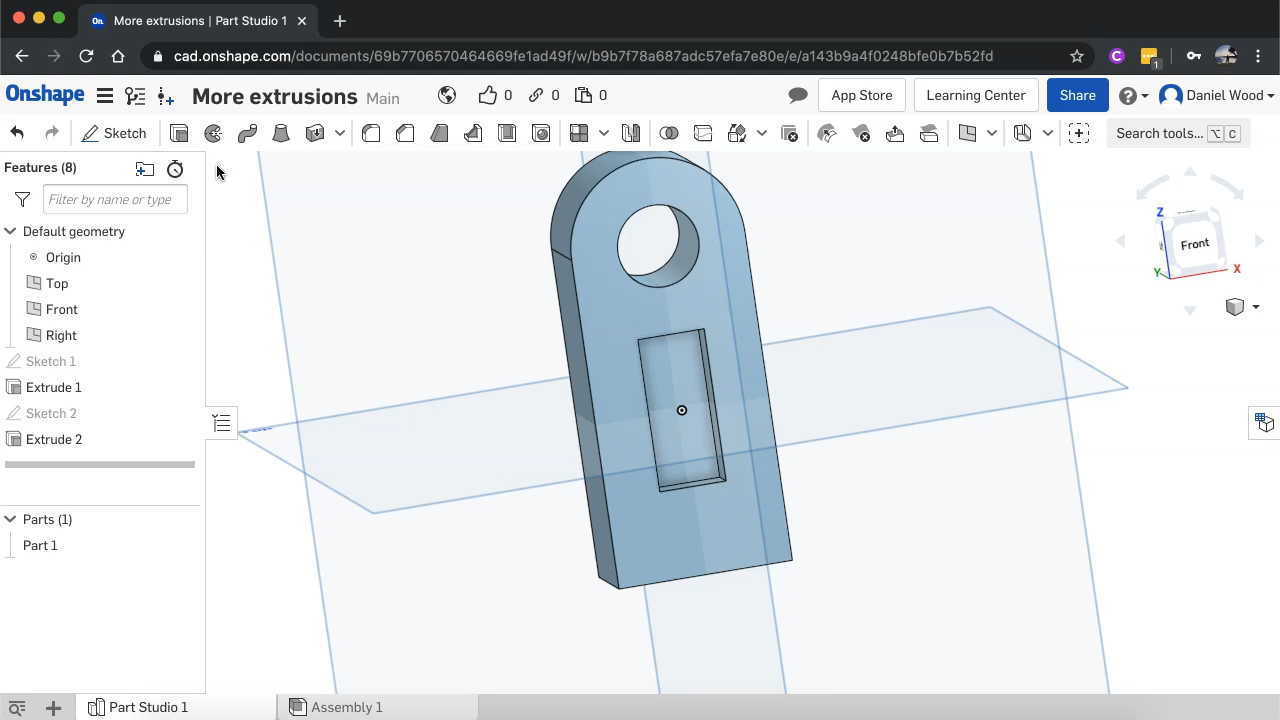 On More extrusions | Part Studio 1 × +
cad.onshape.com/documents/69b7706570464669fe1ad49f/w/b9b7f78a687adc57efa7e80e/e/a143b9a4f0248bfe0b7b52fd
C
1
Onshape More extrusions Main 0 0 0 App Store Learning Center Share ? Daniel Wood
Sketch Search tools... ⌥ C
Features (8)
Filter by name or type
Default geometry
Origin
Top
Front
Right
Sketch 1
Extrude 1
Sketch 2
Extrude 2
Parts (1)
Part 1
Z
Front
X
Y
Part Studio 1
Assembly 1